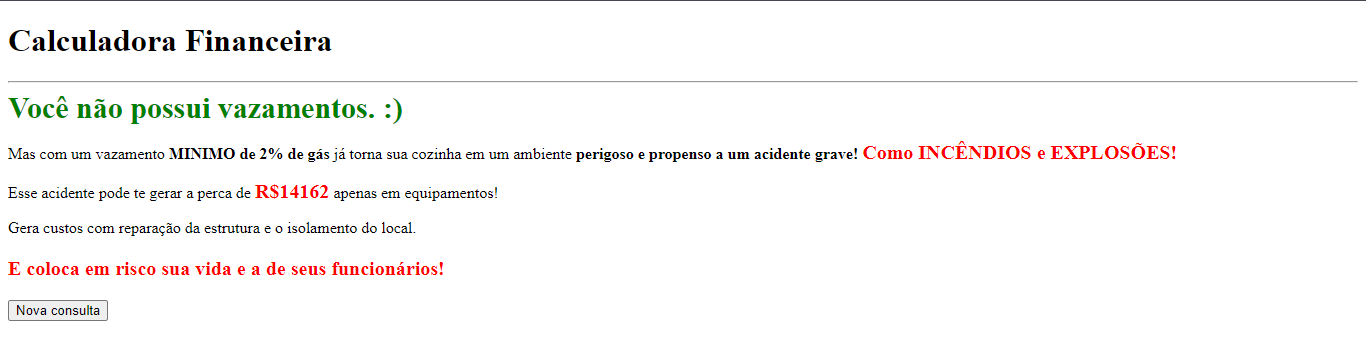 Calculadora Financeira
Você não possui vazamentos. :)
Mas com um vazamento MINIMO de 2% de gás já torna sua cozinha em um ambiente perigoso e propenso a um acidente grave! Como INCÊNDIOS e EXPLOSÕES!
Esse acidente pode te gerar a perca de R$14162 apenas em equipamentos!
Gera custos com reparação da estrutura e o isolamento do local.
E coloca em risco sua vida e a de seus funcionários!
Nova consulta